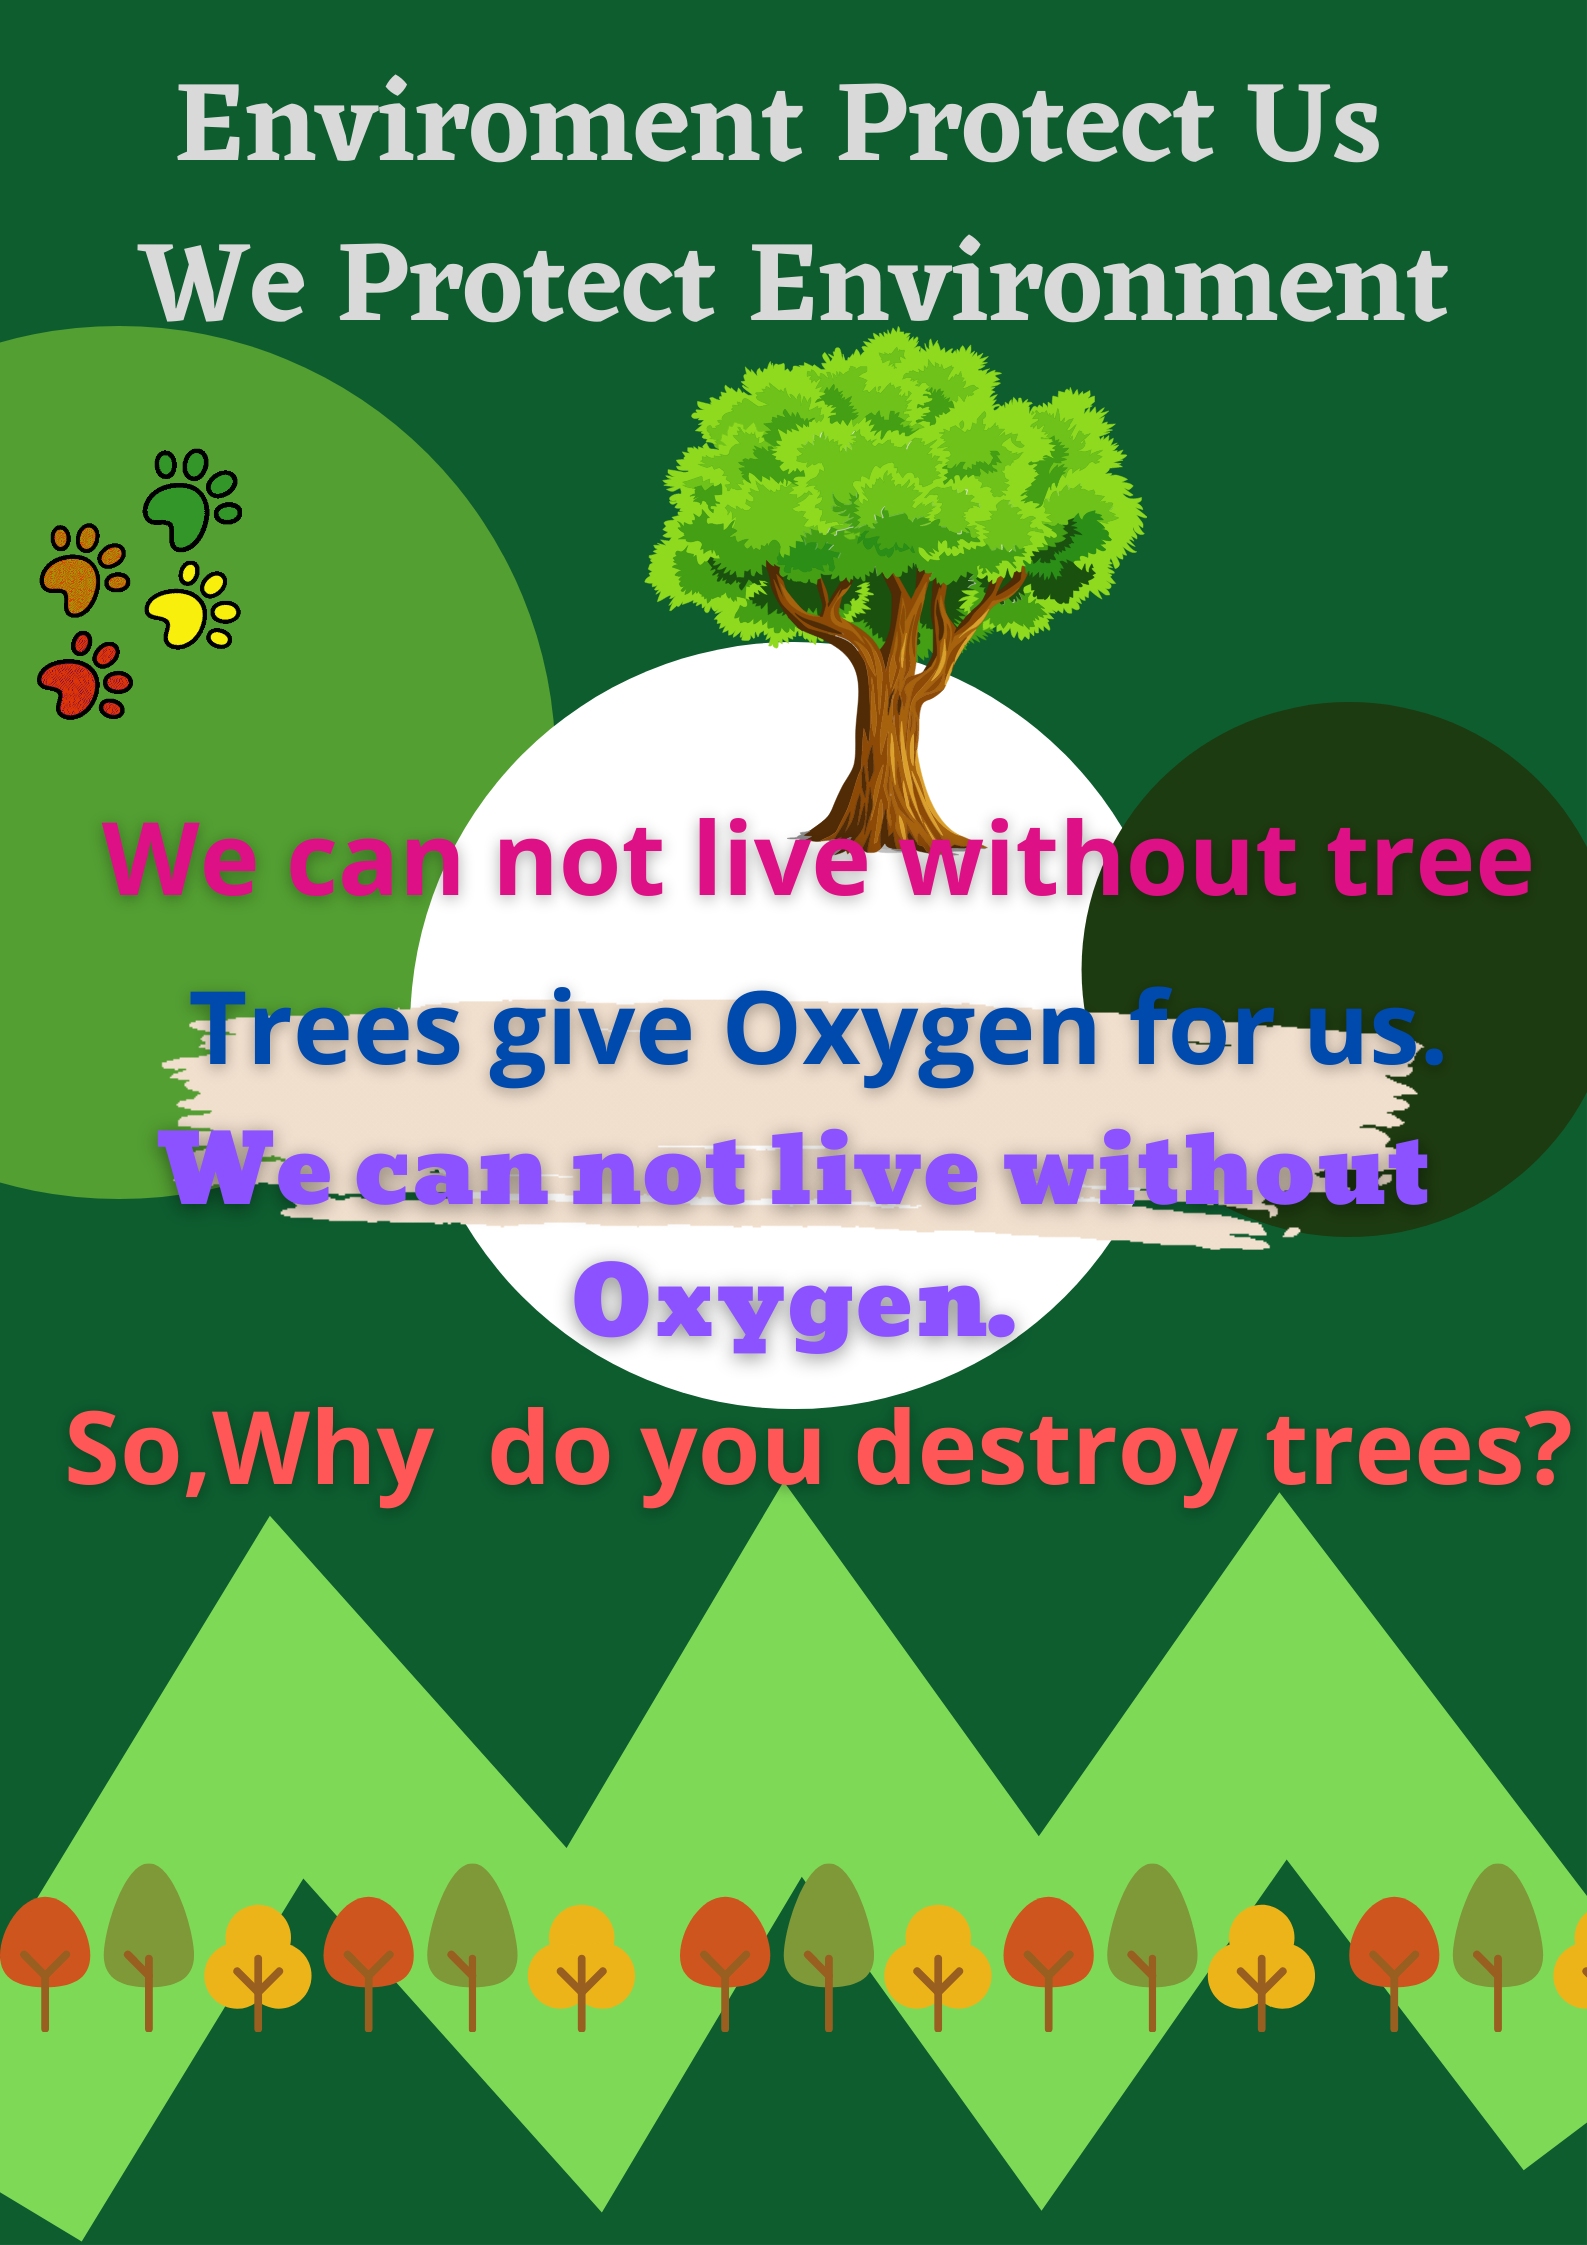 Enviroment Protect Us
We Protect Environment
We can not live without tree
Trees give Oxygen for us.
We can not live without
Oxygen.
So,Why  do you destroy trees?